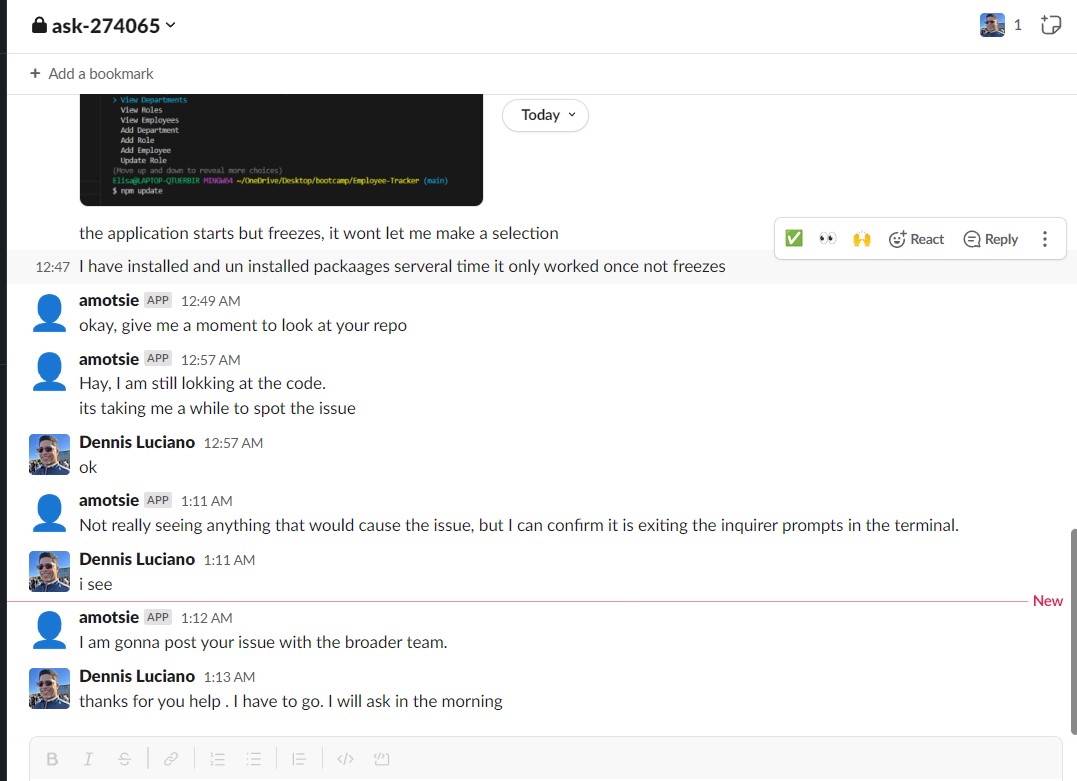 ask-274065
1
+ Add a bookmark
> View Departments
View Roles
View Employees
Add Department
Add Role
Add Employee
Update Role
(Move up and down to reveal more choices)
Elisa@LAPTOP-QTUERBIR MINGW64 ~/OneDrive/Desktop/bootcamp/Employee-Tracker (main)
$ npm update
Today
the application starts but freezes, it wont let me make a selection
React
Reply
12:47 I have installed and un installed packaages serveral time it only worked once not freezes
amotsie APP 12:49 AM
okay, give me a moment to look at your repo
amotsie APP 12:57 AM
Hay, I am still lokking at the code.
its taking me a while to spot the issue
Dennis Luciano 12:57 AM
ok
amotsie APP 1:11 AM
Not really seeing anything that would cause the issue, but I can confirm it is exiting the inquirer prompts in the terminal.
Dennis Luciano 1:11 AM
i see
New
amotsie APP 1:12 AM
I am gonna post your issue with the broader team.
Dennis Luciano 1:13 AM
thanks for you help . I have to go. I will ask in the morning
B I S